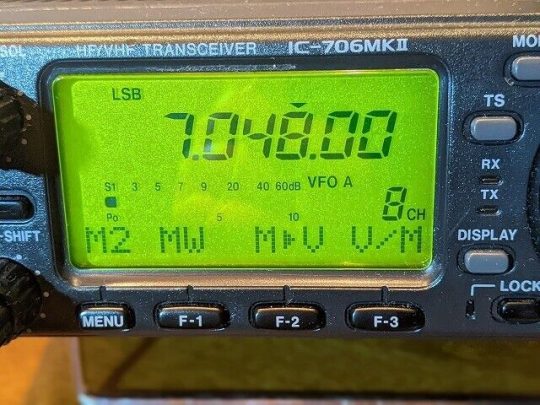 HF/VHF TRANSCEIVER IC-706MKII
LSB
7.048.00
S1 3 5 7 9 20 40 60dB VFO A
Po 5 10 8 CH
M2 MW M▸V V/M
MENU F-1 F-2 F-3
-SHIFT
TS
RX
TX
DISPLAY
LOCK